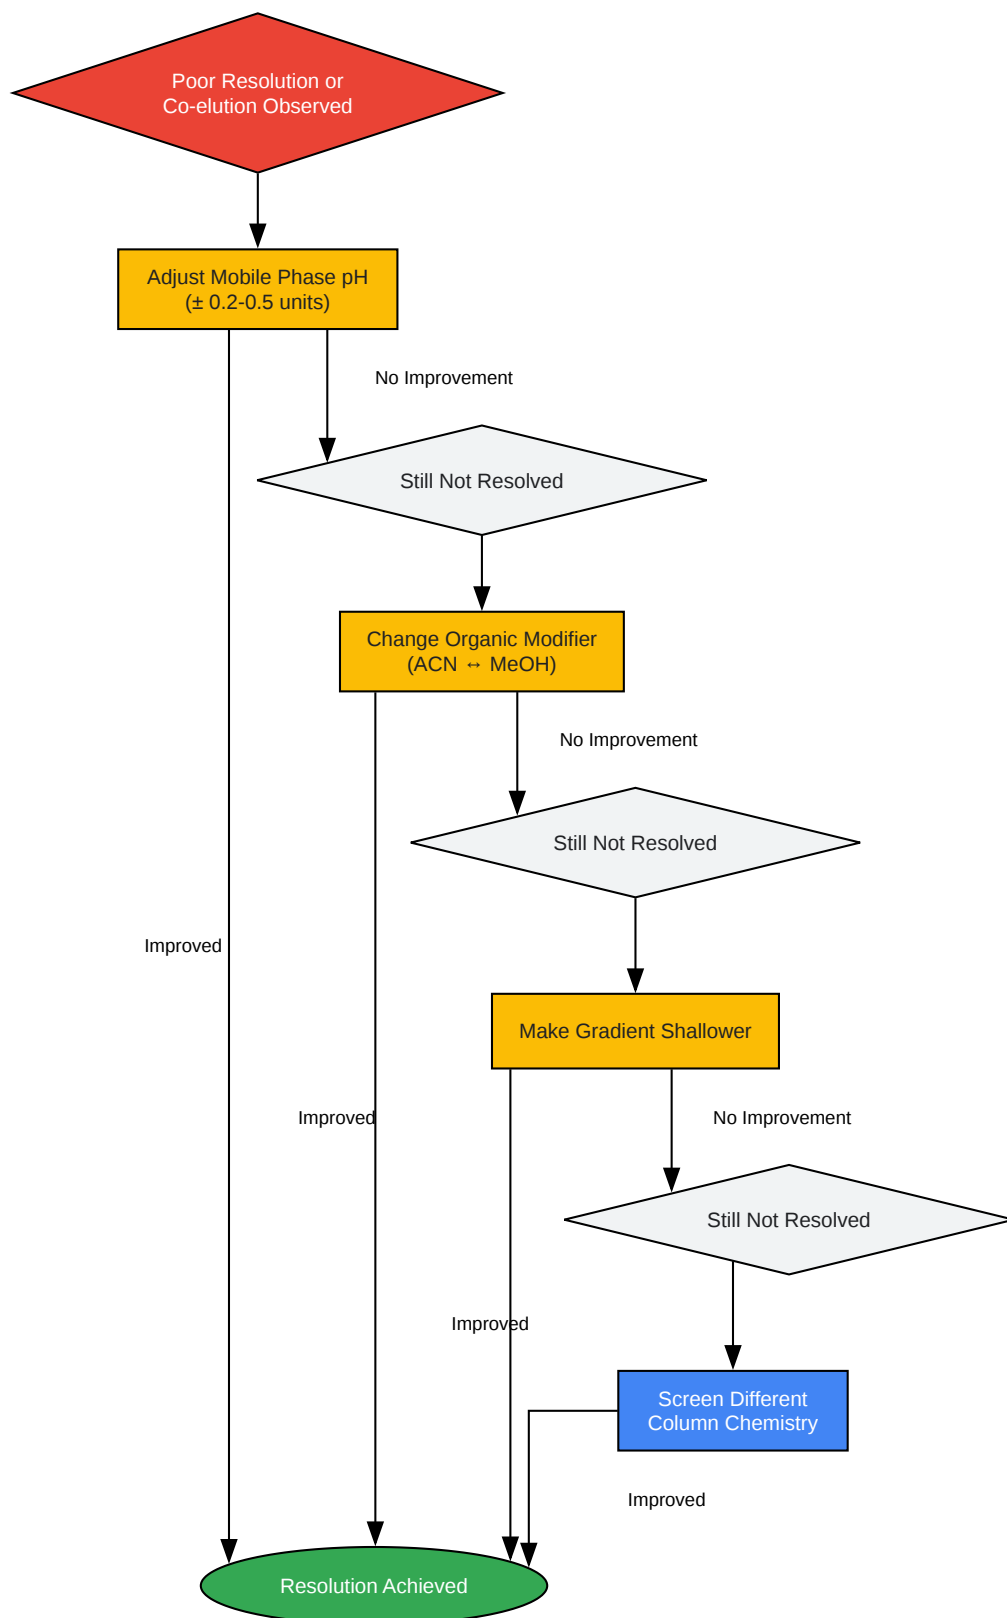 Poor Resolution or
Co-elution Observed
Adjust Mobile Phase pH
(± 0.2-0.5 units)
No Improvement
Still Not Resolved
Change Organic Modifier
(ACN ↔ MeOH)
No Improvement
Still Not Resolved
Improved
Make Gradient Shallower
Improved
No Improvement
Still Not Resolved
Improved
Screen Different
Column Chemistry
Improved
Resolution Achieved